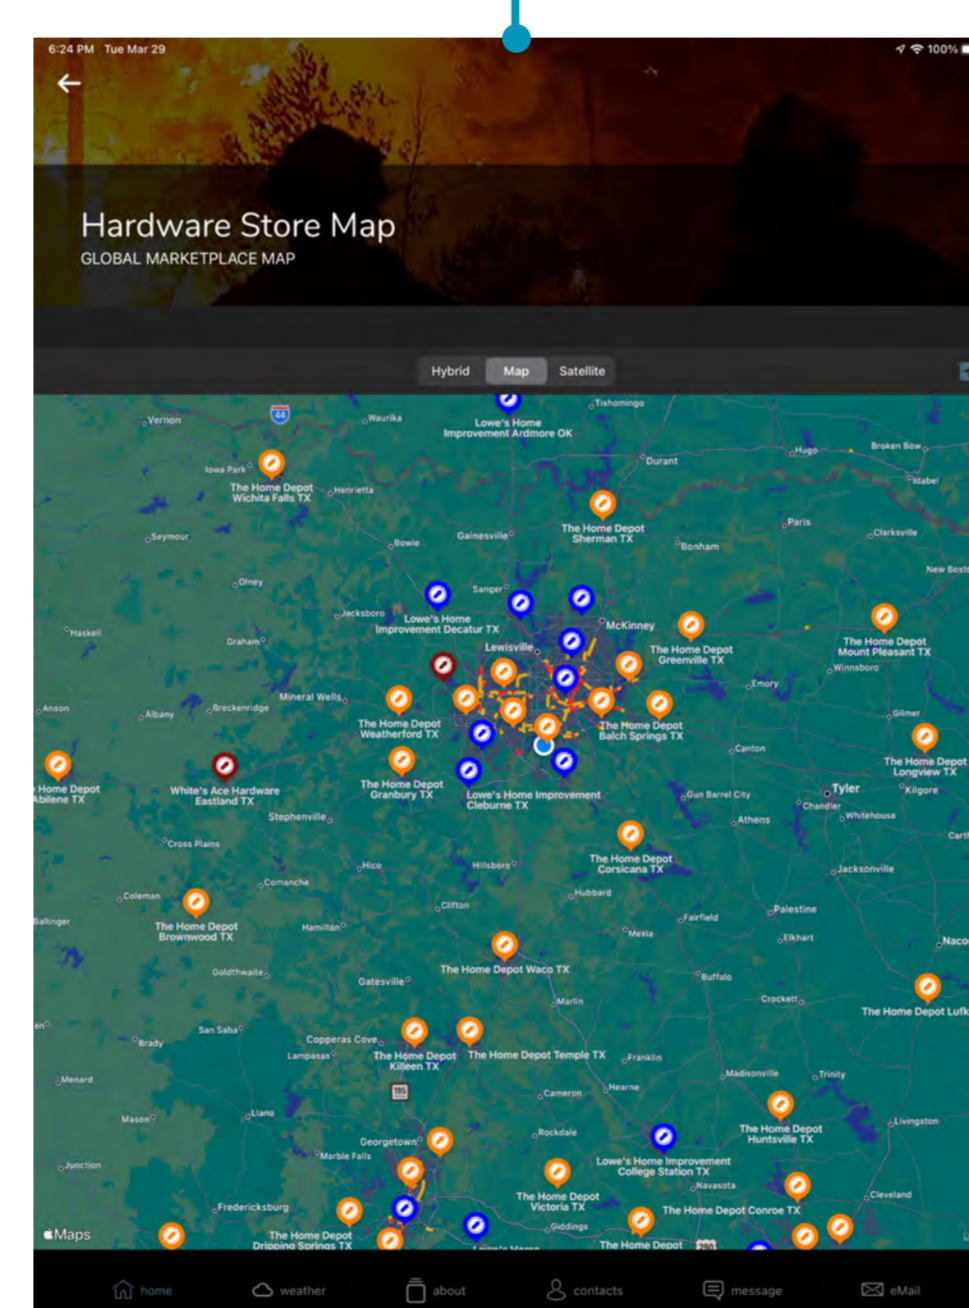 6:24 PM Tue Mar 29
100%
Hardware Store Map
GLOBAL MARKETPLACE MAP
Hybrid Map Satellite
Tishomingo
Waurika
Vernon
44
Lowe's Home
Improvement Ardmore OK
Broken Bow
Hugo
Durant
Iowa Park
Idabel
The Home Depot
Wichita Falls TX
Henrietta
Paris
The Home Depot
Sherman TX
Clarksville
Gainesville
Seymour
Bowie
Bonham
Olney
Sanger
Jacksboro
Lowe's Home
Improvement Decatur TX
McKinney
Haskell
Graham
Lewisville
The Home Depot
Greenville TX
The Home Depot
Mount Pleasant TX
Winnsboro
Emory
Mineral Wells
Anson
Breckenridge
Albany
Gilmer
The Home Depot
Weatherford TX
The Home Depot
Balch Springs TX
Canton
The Home Depot
Longview TX
Home Depot
Abilene TX
White's Ace Hardware
Eastland TX
The Home Depot
Granbury TX
Lowe's Home Improvement
Cleburne TX
Gun Barrel City
Tyler
Kilgore
Chandler
Whitehouse
Stephenville
Athens
Cross Plains
The Home Depot
Corsicana TX
Hico
Hillsboro
Jacksonville
Comanche
Coleman
Hubbard
Clifton
Palestine
Ballinger
The Home Depot
Brownwood TX
Hamilton
Fairfield
Mexia
Elkhart
The Home Depot Waco TX
Goldthwaite
Gatesville
Buffalo
Marlin
Crockett
San Saba
Brady
Copperas Cove
Lampasas
The Home Depot
Killeen TX
The Home Depot Temple TX
Franklin
Menard
Madisonville
Trinity
195
Hearne
Cameron
Mason
Llano
Rockdale
The Home Depot
Huntsville TX
Livingston
Georgetown
Marble Falls
Junction
Lowe's Home Improvement
College Station TX
Navasota
The Home Depot
Victoria TX
The Home Depot Conroe TX
Cleveland
Fredericksburg
Giddings
Maps
The Home Depot
Dripping Springs TX
The Home Depot
290
home weather about contacts message eMail